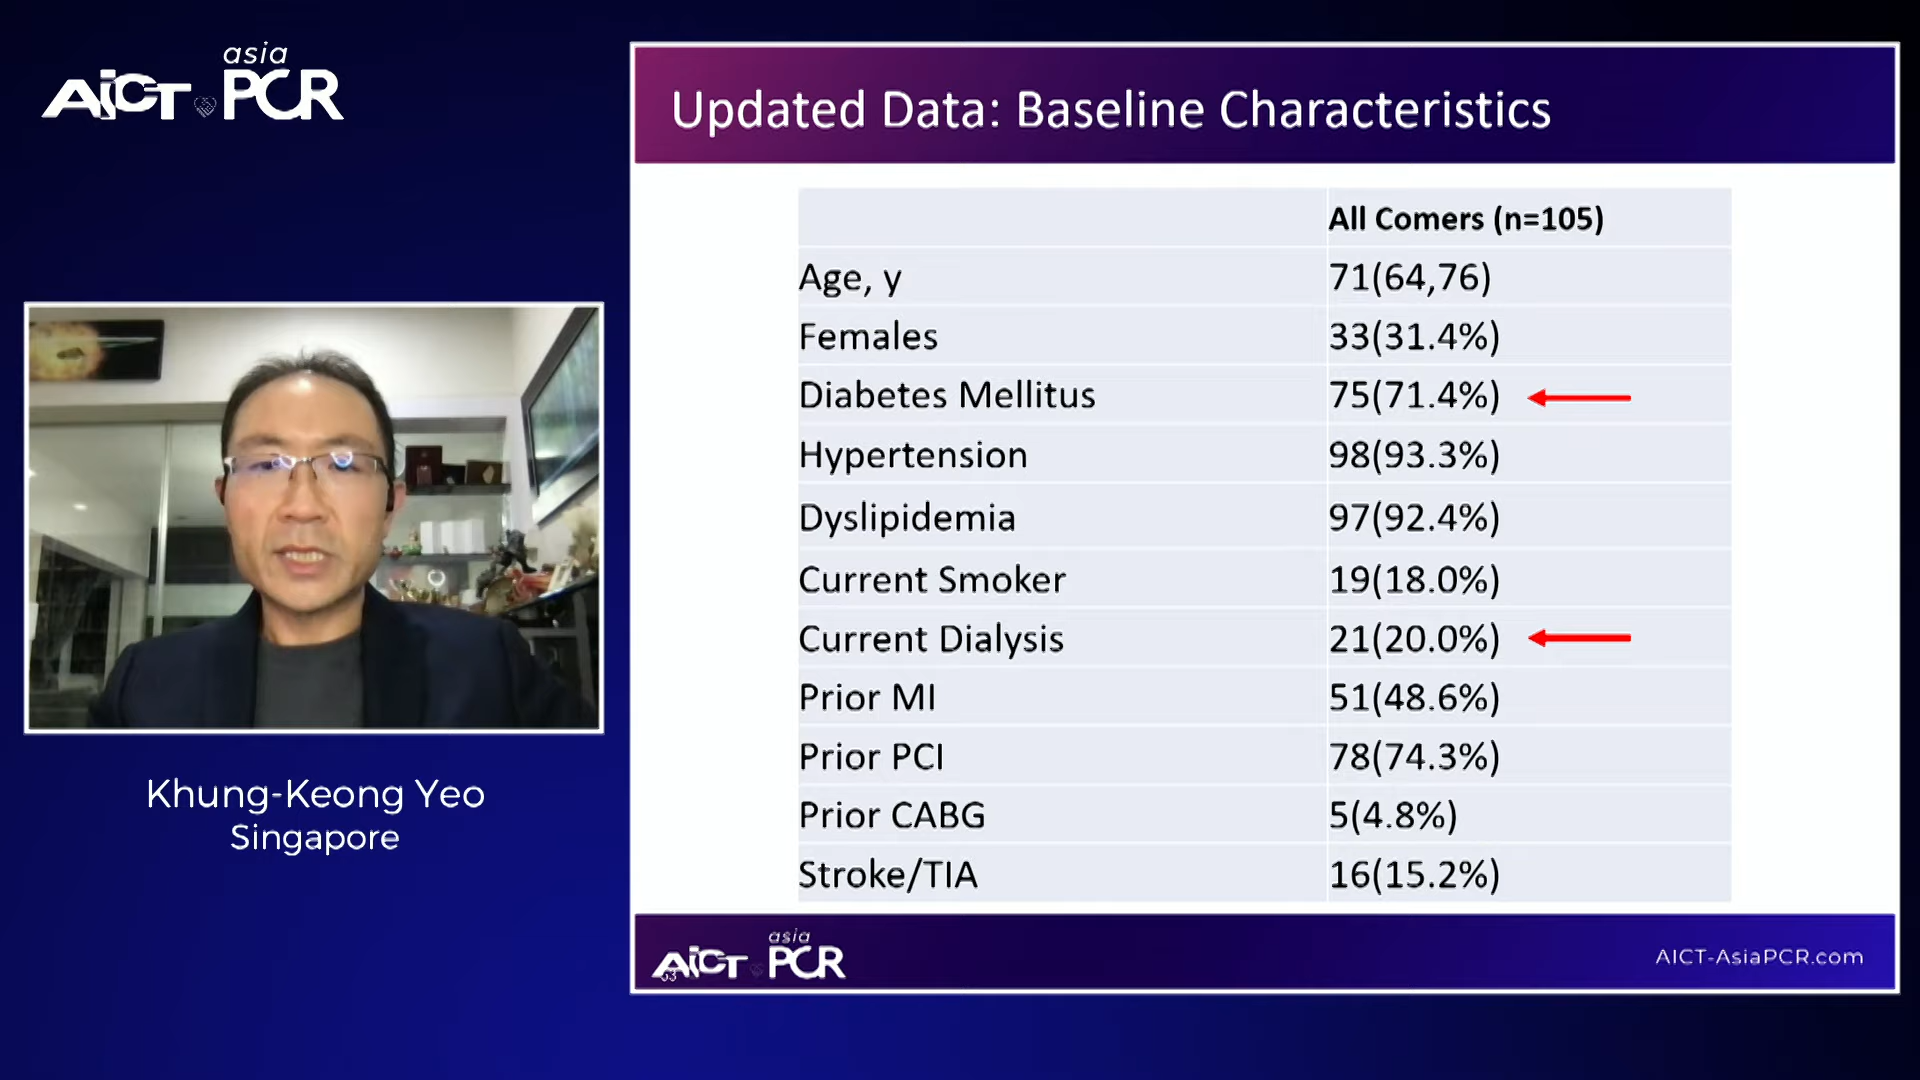 asia
AICT PCR
Khung-Keong Yeo
Singapore
Updated Data: Baseline Characteristics
All Comers (n=105)
Age, y 71(64,76)
Females 33(31.4%)
Diabetes Mellitus 75(71.4%)
Hypertension 98(93.3%)
Dyslipidemia 97(92.4%)
Current Smoker 19(18.0%)
Current Dialysis 21(20.0%)
Prior MI 51(48.6%)
Prior PCI 78(74.3%)
Prior CABG 5(4.8%)
Stroke/TIA 16(15.2%)
asia
AICT PCR
53
AICT-AsiaPCR.com